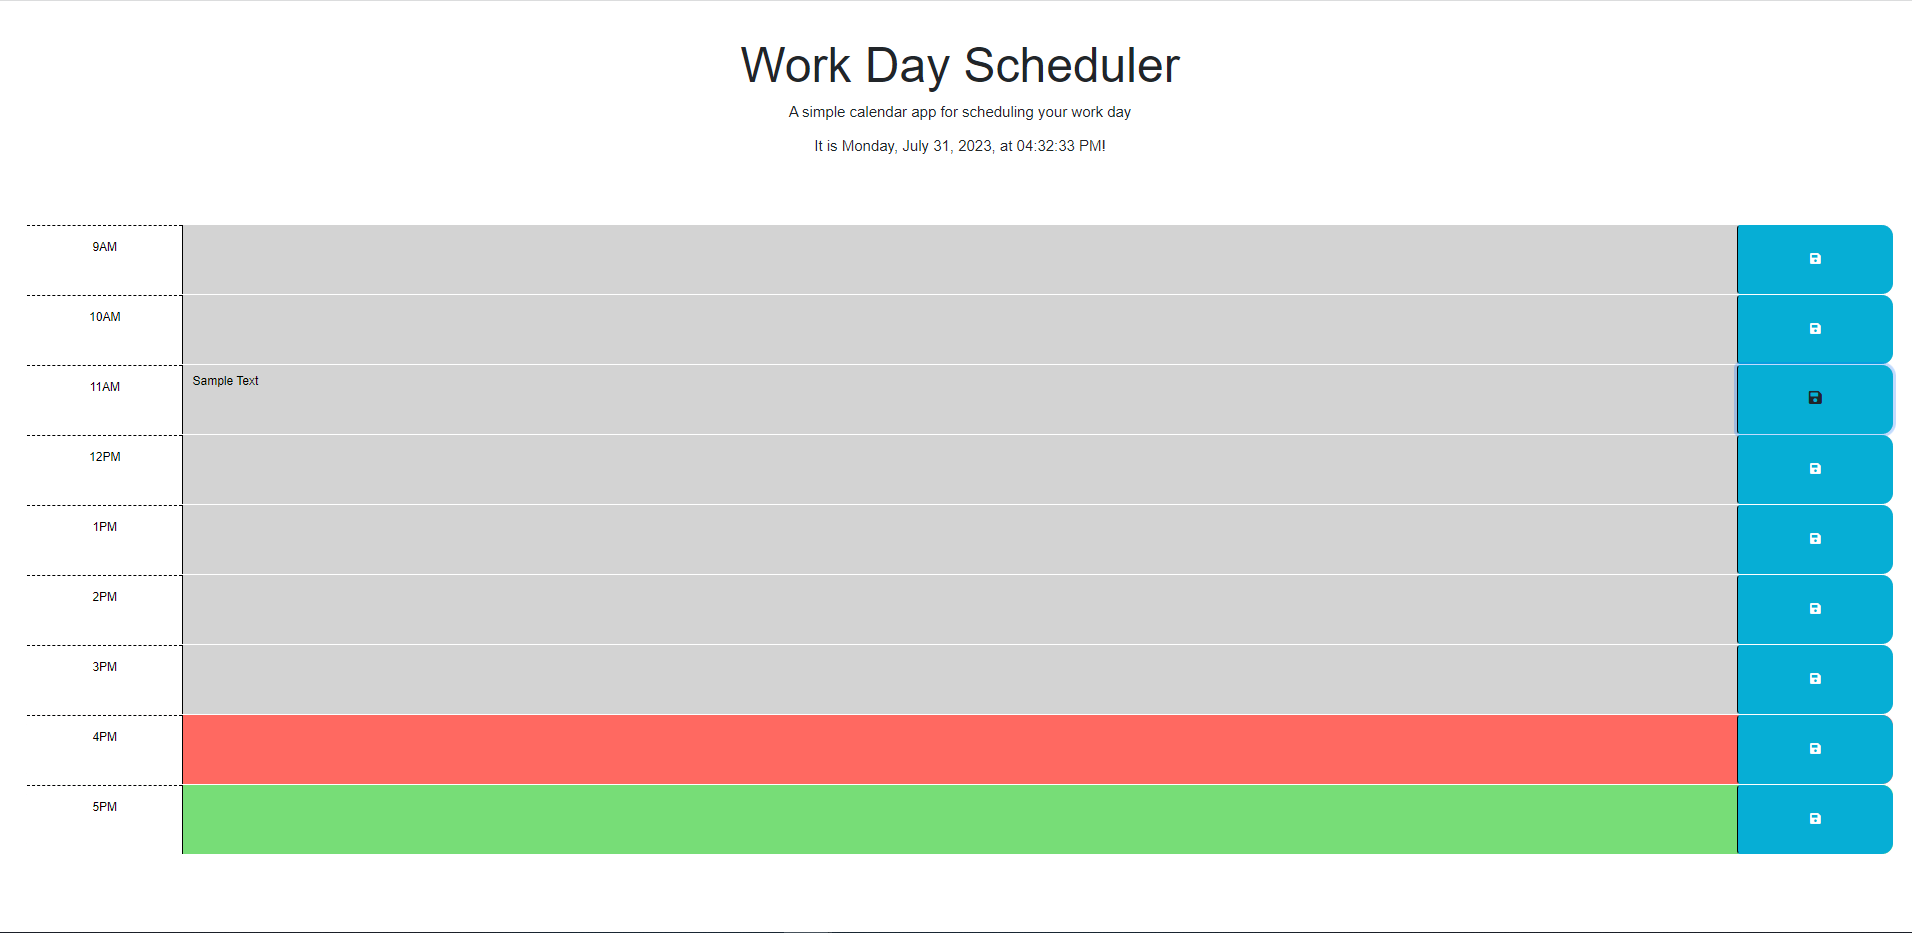 Work Day Scheduler
A simple calendar app for scheduling your work day
It is Monday, July 31, 2023, at 04:32:33 PM!
9AM
10AM
11AM Sample Text
12PM
1PM
2PM
3PM
4PM
5PM